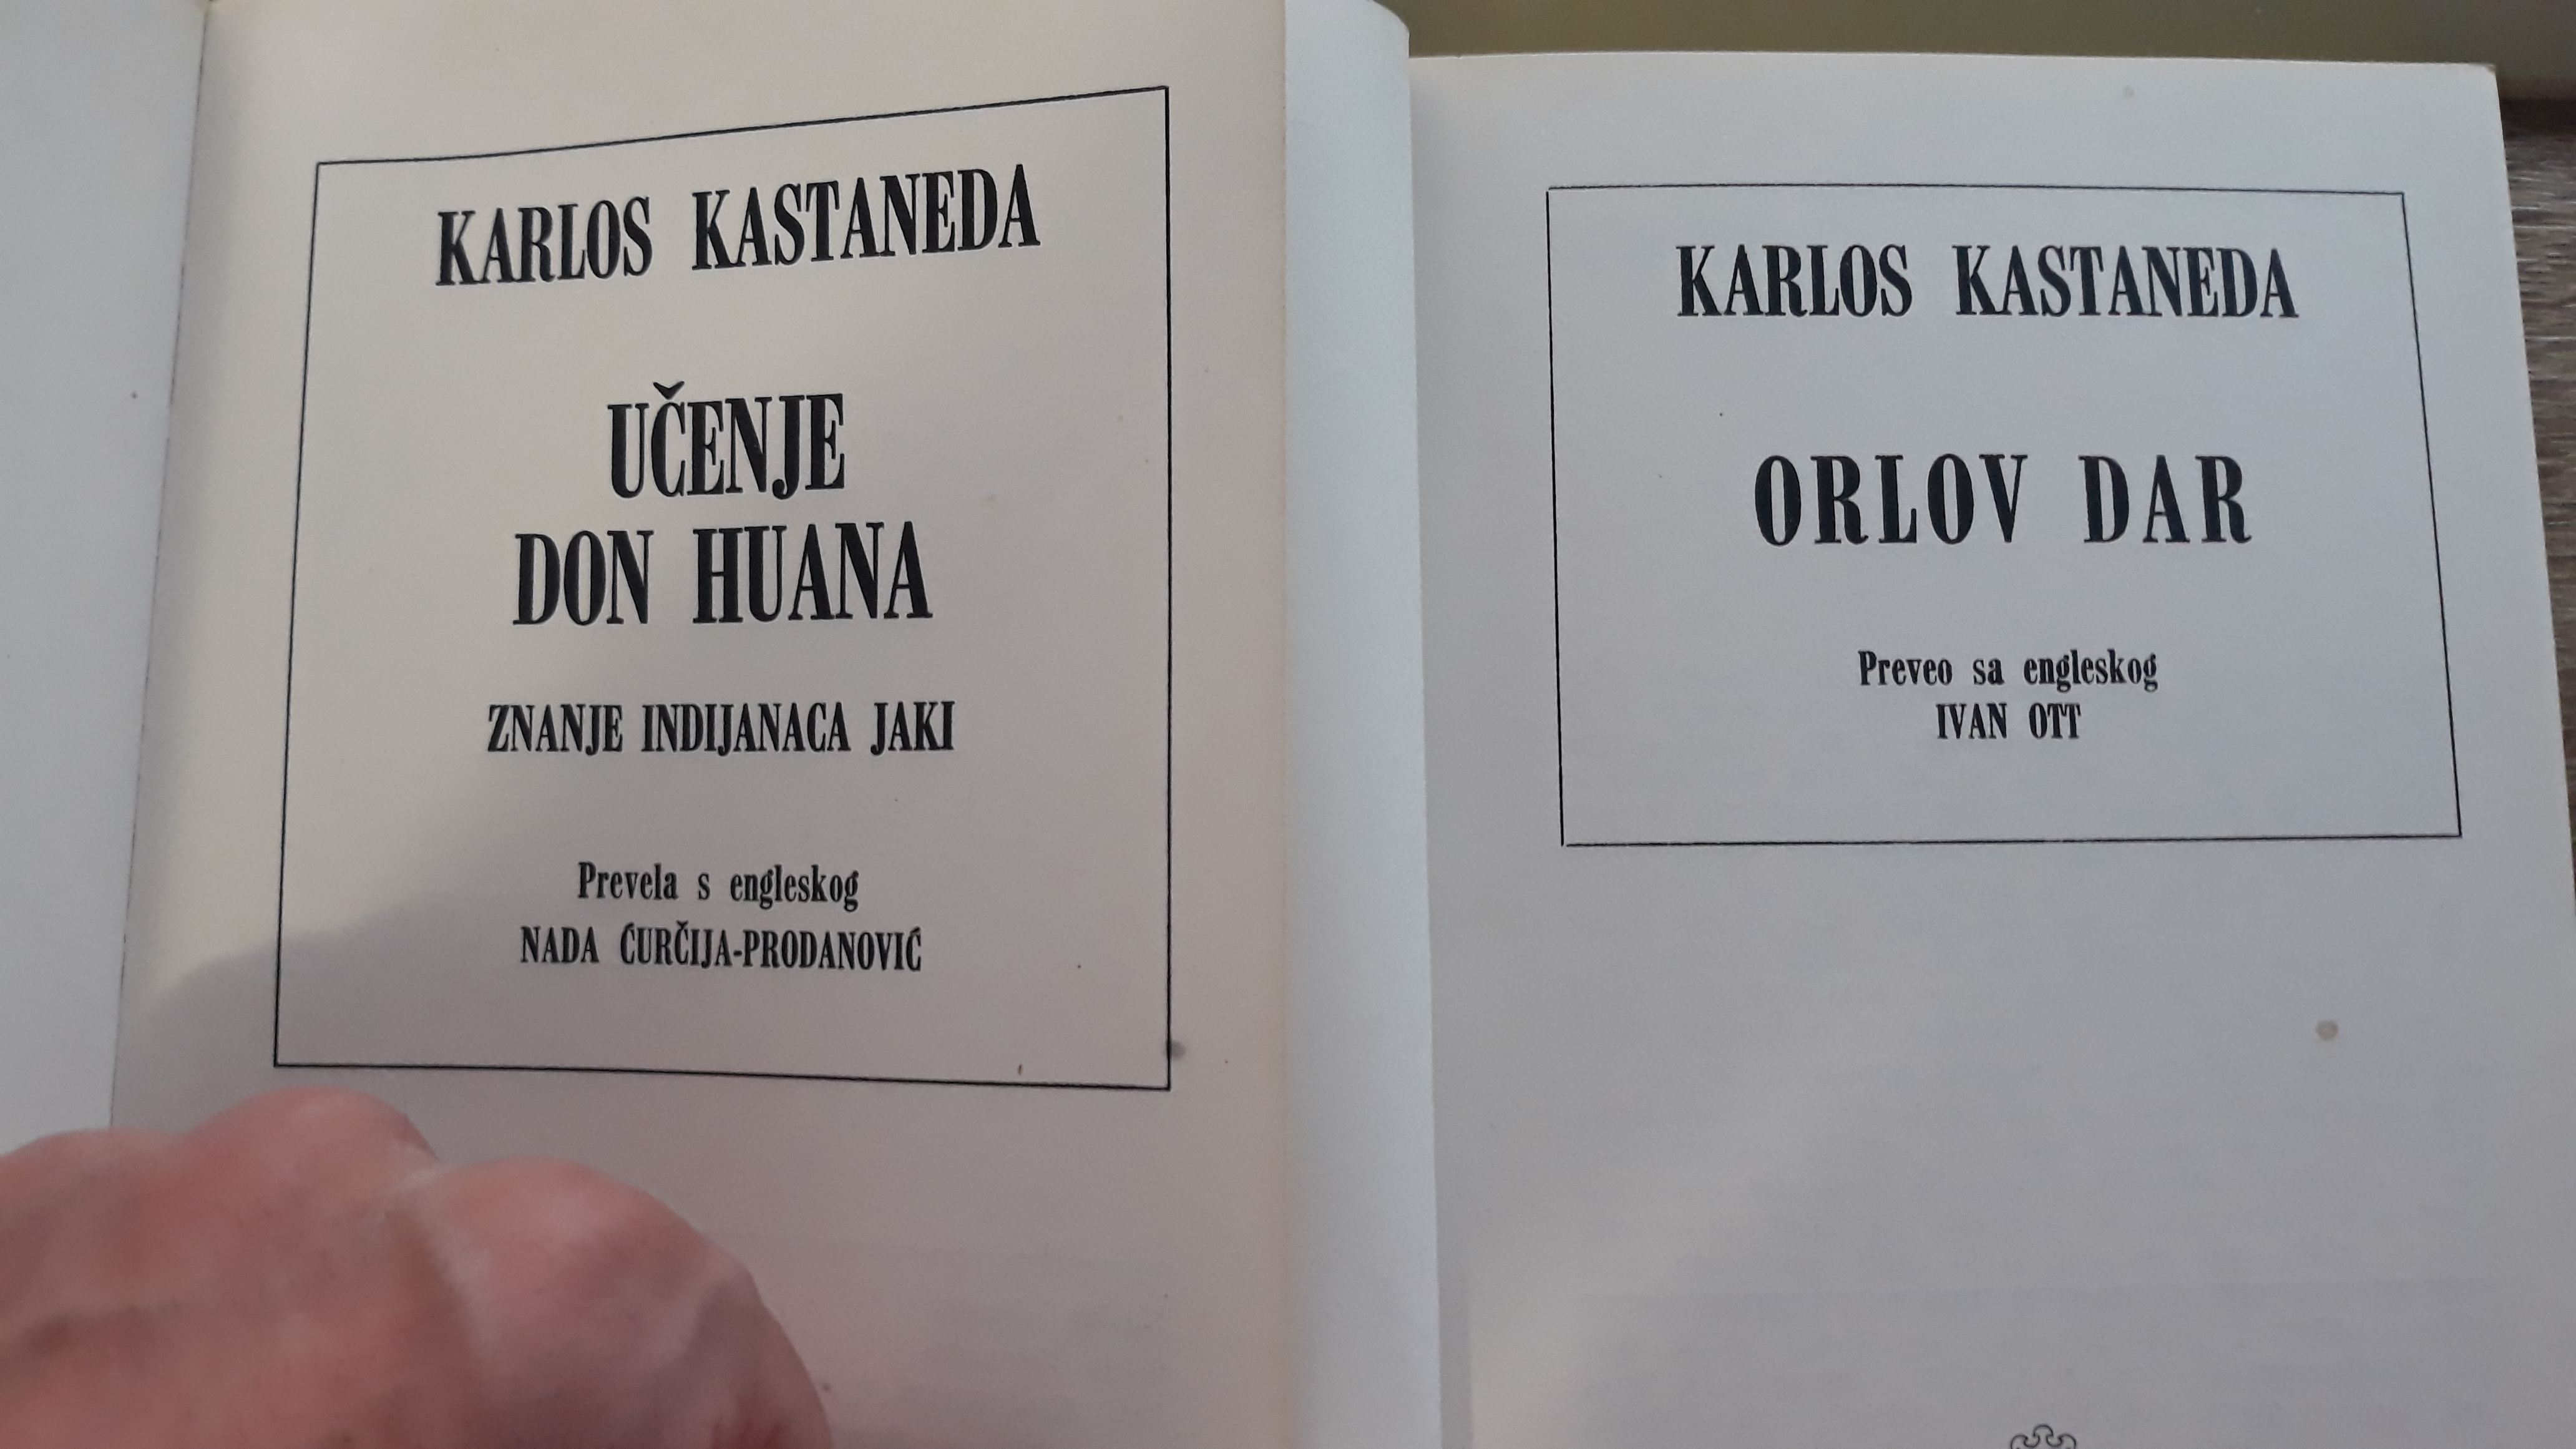 KARLOS KASTANEDA
UČENJE
DON HUANA
ZNANJE INDIJANACA JAKI
Prevela s engleskog
NADA ĆURČIJA-PRODANOVIĆ
KARLOS KASTANEDA
ORLOV DAR
Preveo sa engleskog
IVAN OTT